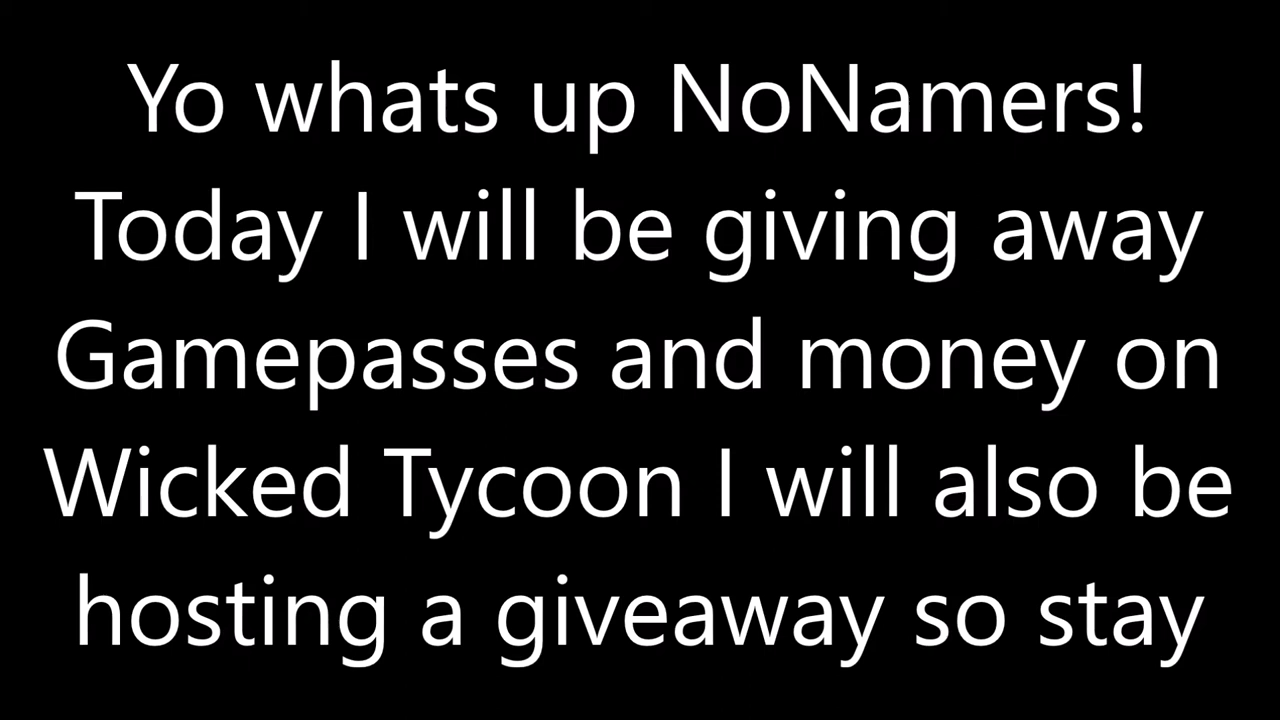 Yo whats up NoNamers!
Today I will be giving away
Gamepasses and money on
Wicked Tycoon I will also be
hosting a giveaway so stay